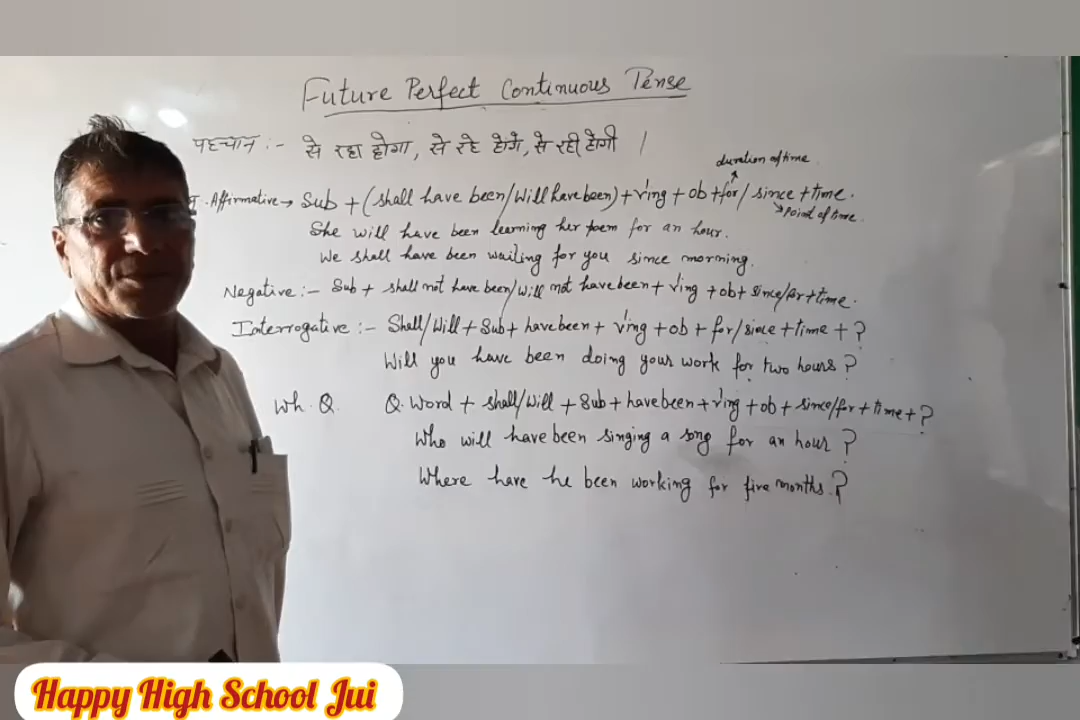 Future Perfect Continuous Tense
पहचान :- से रहा होगा, से रहे होंगे, से रही होगी |
duration of time
Affirmative → Sub + (shall have been/Will have been) + v'ing + ob + for/since + time.
Point of time.
She will have been learning her poem for an hour.
We shall have been waiting for you since morning.
Negative :- Sub + shall not have been/will not have been + v'ing + ob + since/for + time.
Interrogative :- Shall/Will + Sub + have been + v'ing + ob + for/since + time + ?
Will you have been doing your work for two hours?
Wh. Q. Q. Word + shall/will + Sub + have been + v'ing + ob + since/for + time + ?
Who will have been singing a song for an hour?
Where have he been working for five months.?
Happy High School Jui